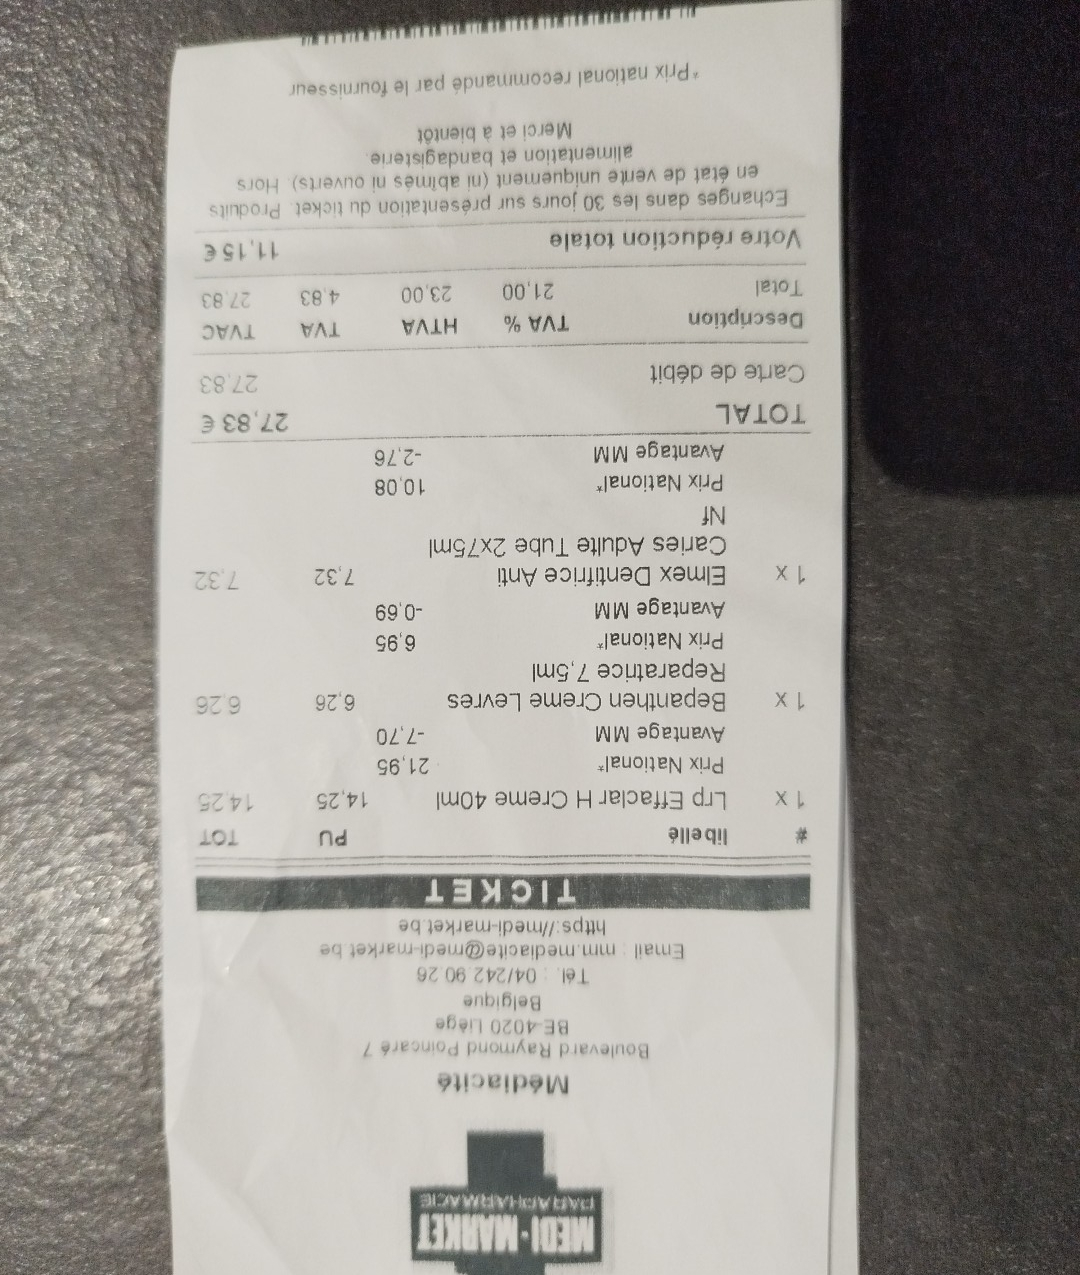 MEDI-MARKET
PARAPHARMACIE
Médiacité
Boulevard Raymond Poincaré 7
BE-4020 Liège
Belgique
Tél. : 04/242 90 26
Email : mm.mediacite@medi-market.be
https://medi-market.be
TICKET
# libellé PU TOT
1 x Lrp Effaclar H Creme 40ml 14,25 14,25
Prix National* 21,95
Avantage MM -7,70
1 x Bepanthen Creme Levres 6,26 6,26
Reparatrice 7,5ml
Prix National* 6,95
Avantage MM -0,69
1 x Elmex Dentifrice Anti 7,32 7,32
Caries Adulte Tube 2x75ml
Nf
Prix National* 10,08
Avantage MM -2,76
TOTAL 27,83 €
Carte de débit 27,83
Description TVA % HTVA TVA TVAC
Total 21,00 23,00 4,83 27,83
Votre réduction totale 11,15 €
Echanges dans les 30 jours sur présentation du ticket. Produits
en état de vente uniquement (ni abîmés ni ouverts). Hors
alimentation et bandagisterie.
Merci et à bientôt
*Prix national recommandé par le fournisseur